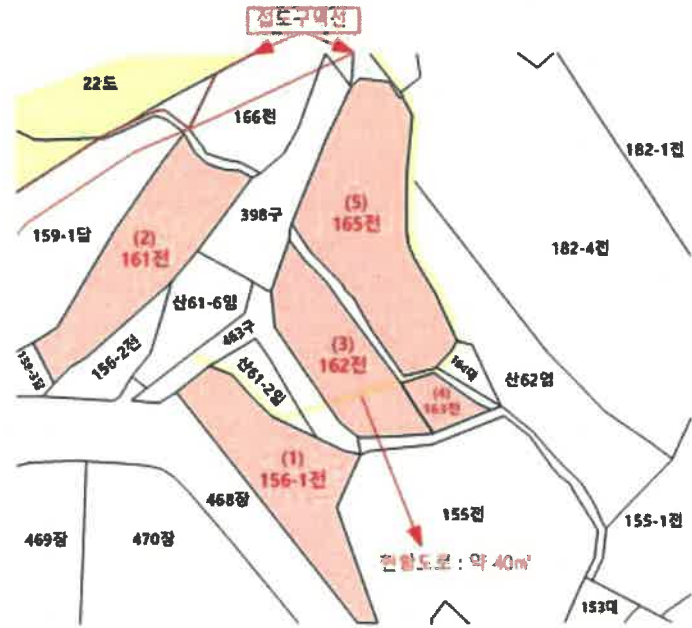 접도구역선
22도
166전
182-1전
(5)
165전
398구
159-1답
(2)
161전
182-4전
산61-6임
463구
(3)
162전
156-2전
159-3답
산61-2임
164대
산62임
(4)
163전
(1)
156-1전
468장
155전
469장
470장
155-1전
현황도로 : 약 40㎡
153대